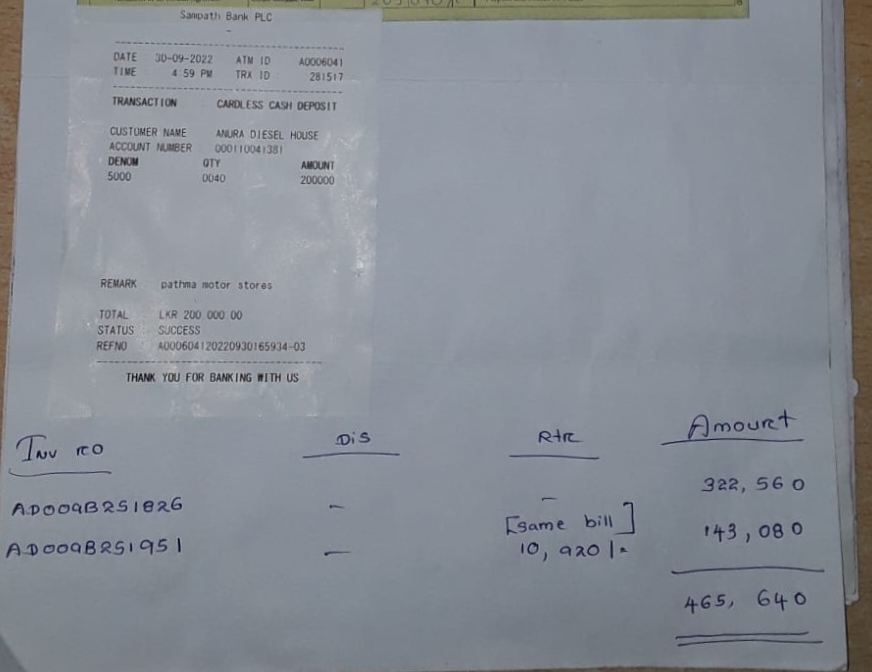 Sampath Bank PLC
DATE 30-09-2022 ATM ID A0006041
TIME 4:59 PM TRX ID 281517
TRANSACTION : CARDLESS CASH DEPOSIT
CUSTOMER NAME ANURA DIESEL HOUSE
ACCOUNT NUMBER 000110041381
DENOM QTY AMOUNT
5000 0040 200000
REMARK pathma motor stores
TOTAL : LKR 200 000.00
STATUS : SUCCESS
REFNO : A000604120220930165934-03
THANK YOU FOR BANKING WITH US
Inv no Dis Rtn Amount
AD009B251826 - - 322,560
AD009B251951 - [same bill] 143,080
10,920/=
465,640